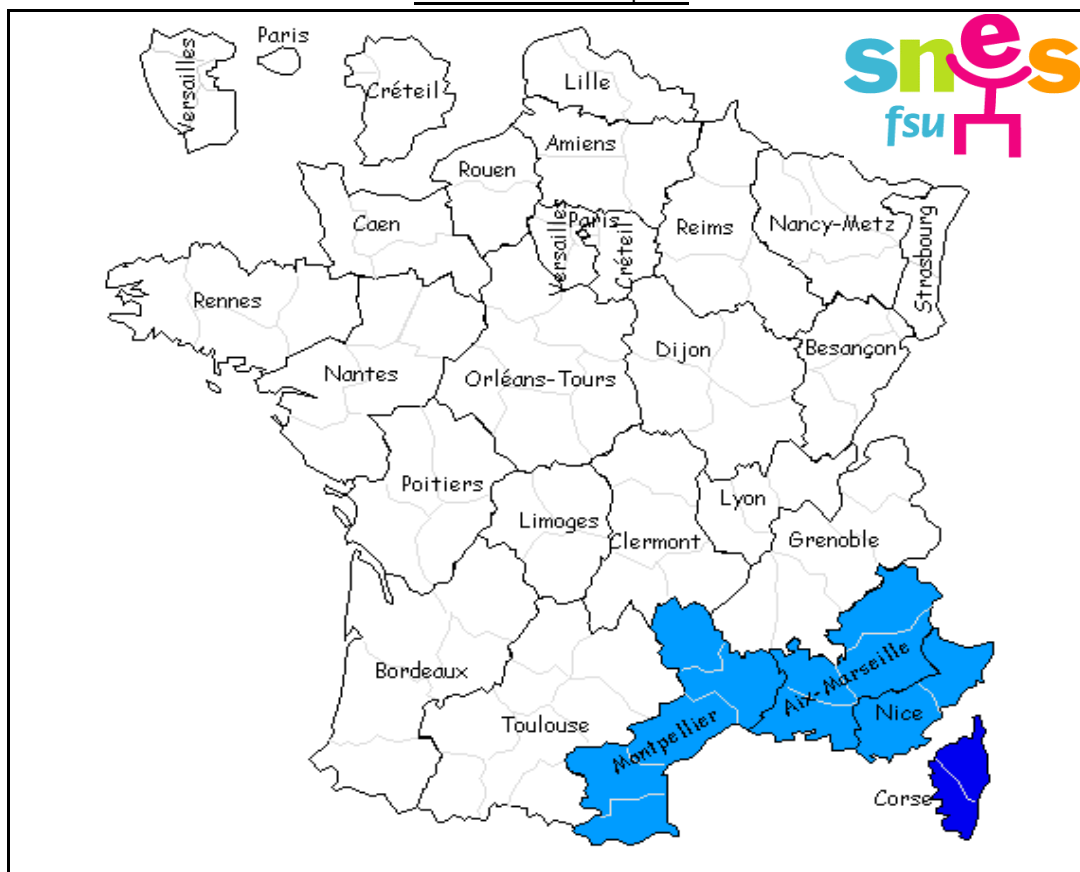 Paris
Versailles
Créteil
Lille
snes
fsu
Amiens
Rouen
Caen
Versailles
Paris
Créteil
Reims
Nancy-Metz
Strasbourg
Rennes
Nantes
Orléans-Tours
Dijon
Besançon
Poitiers
Limoges
Clermont
Lyon
Grenoble
Bordeaux
Toulouse
Montpellier
Aix-Marseille
Nice
Corse